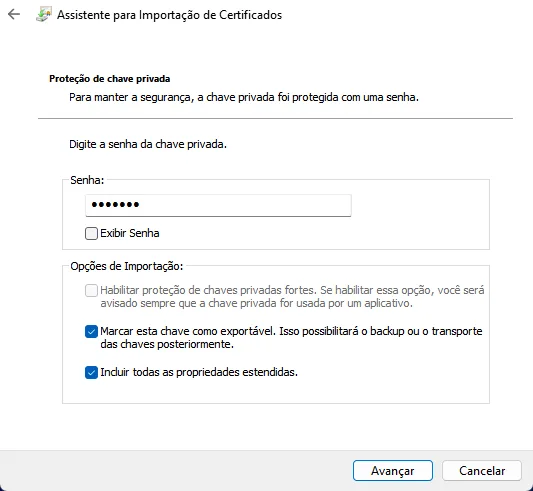 Assistente para Importação de Certificados
Proteção de chave privada
Para manter a segurança, a chave privada foi protegida com uma senha.
Digite a senha da chave privada.
Senha:
•••••••
Exibir Senha
Opções de Importação:
Habilitar proteção de chaves privadas fortes. Se habilitar essa opção, você será
avisado sempre que a chave privada for usada por um aplicativo.
Marcar esta chave como exportável. Isso possibilitará o backup ou o transporte
das chaves posteriormente.
Incluir todas as propriedades estendidas.
Avançar
Cancelar